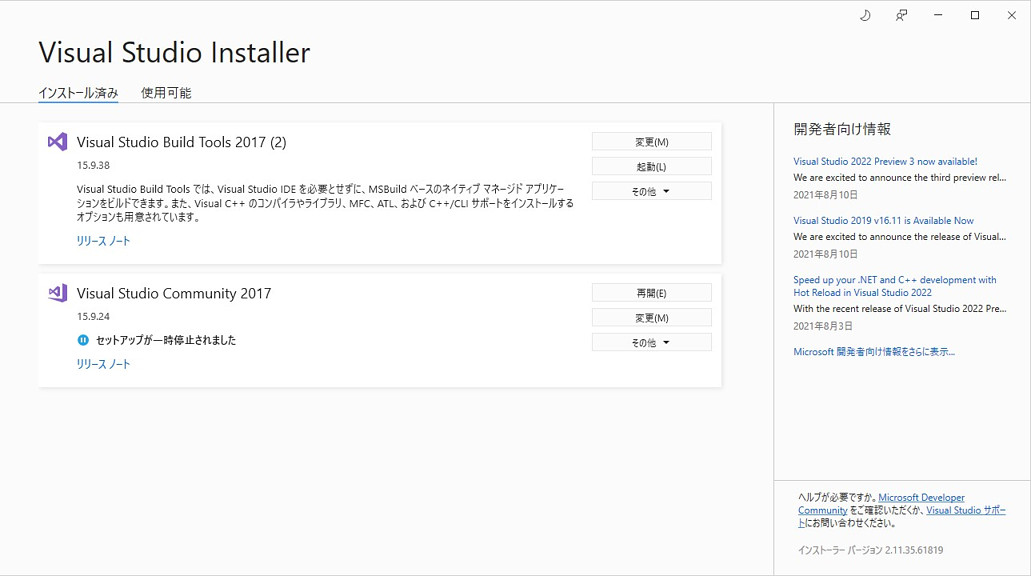 Visual Studio Installer
インストール済み 使用可能
Visual Studio Build Tools 2017 (2)
15.9.38
Visual Studio Build Tools では、Visual Studio IDE を必要とせずに、MSBuild ベースのネイティブ マネージド アプリケー
ションをビルドできます。また、Visual C++ のコンパイラやライブラリ、MFC、ATL、および C++/CLI サポートをインストールする
オプションも用意されています。
リリース ノート
変更(M)
起動(L)
その他
Visual Studio Community 2017
15.9.24
セットアップが一時停止されました
リリース ノート
再開(E)
変更(M)
その他
開発者向け情報
Visual Studio 2022 Preview 3 now available!
We are excited to announce the third preview rel...
2021年8月10日
Visual Studio 2019 v16.11 is Available Now
We are excited to announce the release of Visual...
2021年8月10日
Speed up your .NET and C++ development with
Hot Reload in Visual Studio 2022
With the recent release of Visual Studio 2022 Pre...
2021年8月3日
Microsoft 開発者向け情報をさらに表示...
ヘルプが必要ですか。Microsoft Developer
Community をご確認いただくか、Visual Studio サポー
トにお問い合わせください。
インストーラー バージョン 2.11.35.61819